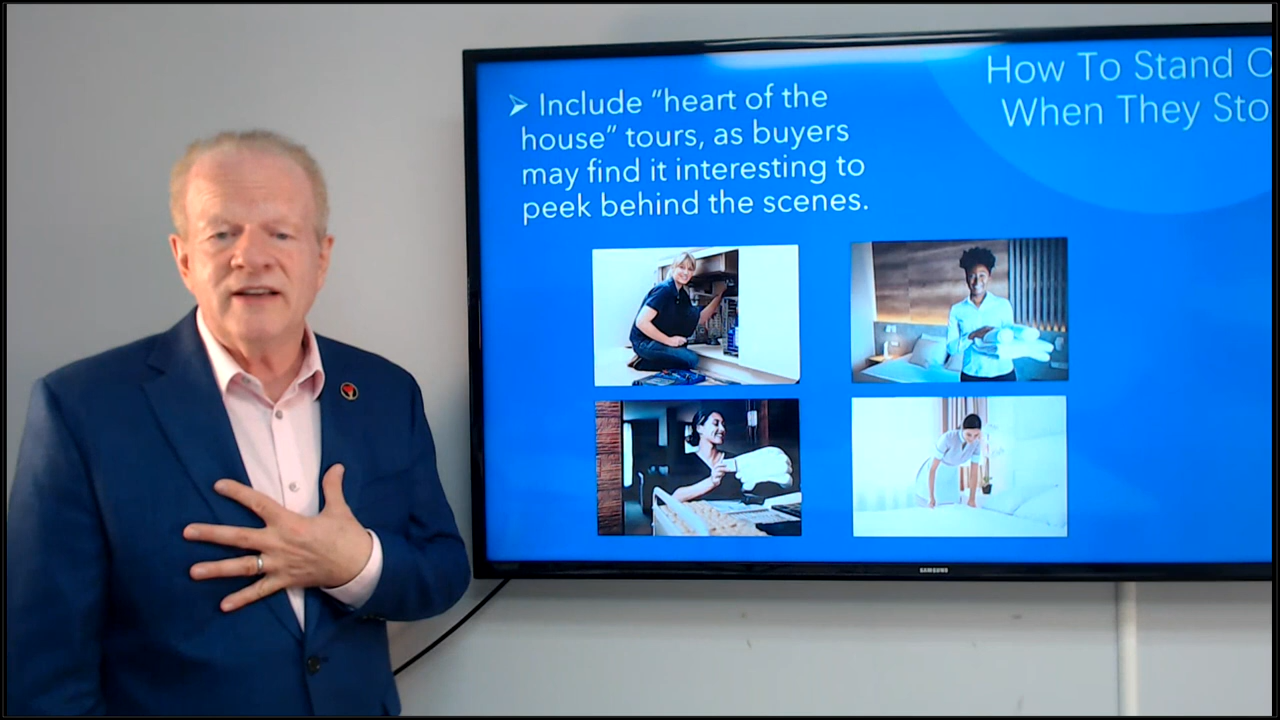 How To Stand
When They
➢ Include "heart of the
house" tours, as buyers
may find it interesting to
peek behind the scenes.
SAMSUNG